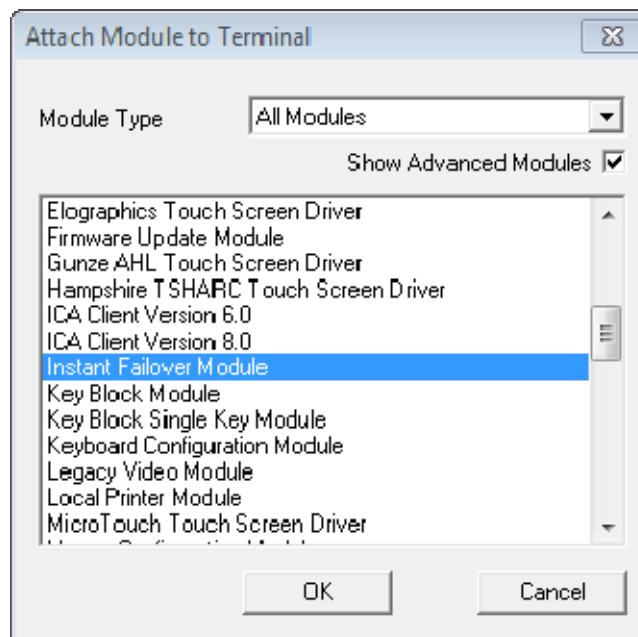 Attach Module to Terminal
Module Type
All Modules
Show Advanced Modules
Elographics Touch Screen Driver
Firmware Update Module
Gunze AHL Touch Screen Driver
Hampshire TSHARC Touch Screen Driver
ICA Client Version 6.0
ICA Client Version 8.0
Instant Failover Module
Key Block Module
Key Block Single Key Module
Keyboard Configuration Module
Legacy Video Module
Local Printer Module
MicroTouch Touch Screen Driver
OK
Cancel